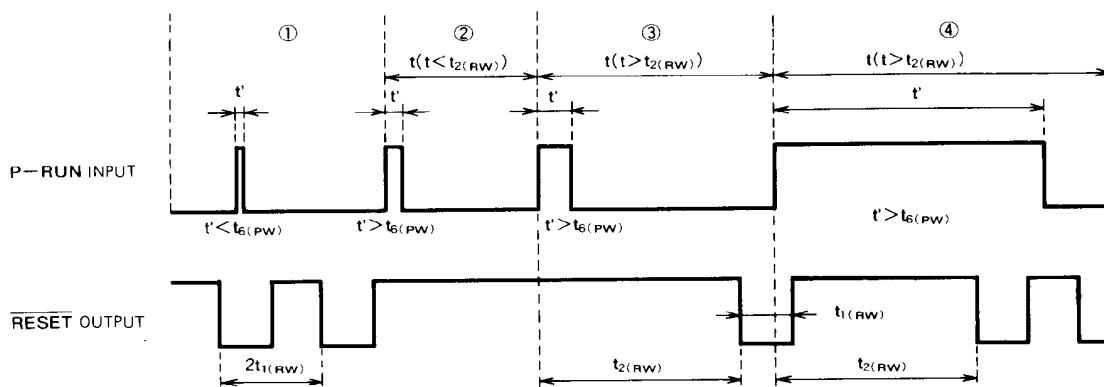 ① ② ③ ④
t(t<t₂(RW)) t(t>t₂(RW)) t(t>t₂(RW))
t' t' t' t'
P−RUN INPUT
t'<t₆(PW) t'>t₆(PW) t'>t₆(PW) t'>t₆(PW)
RESET OUTPUT
t₁(RW)
2t₁(RW) t₂(RW) t₂(RW)